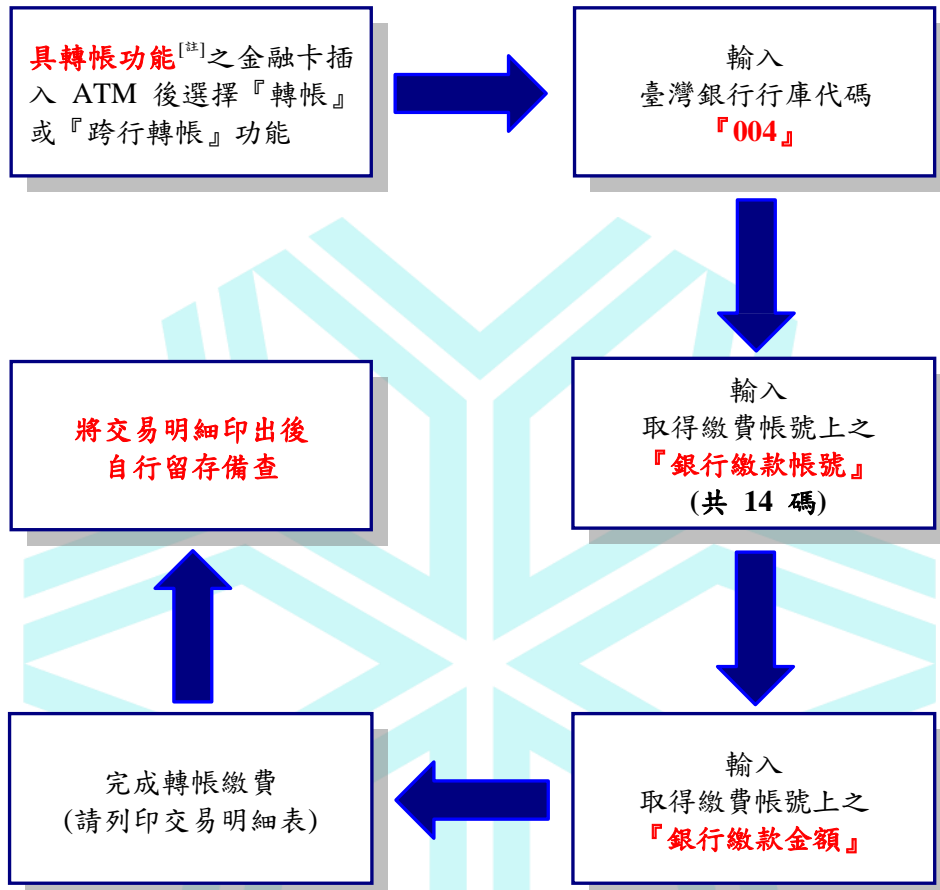 具轉帳功能[註]之金融卡插
入 ATM 後選擇『轉帳』
或『跨行轉帳』功能
輸入
臺灣銀行行庫代碼
『004』
輸入
取得繳費帳號上之
『銀行繳款帳號』
(共 14 碼)
輸入
取得繳費帳號上之
『銀行繳款金額』
完成轉帳繳費
(請列印交易明細表)
將交易明細印出後
自行留存備查